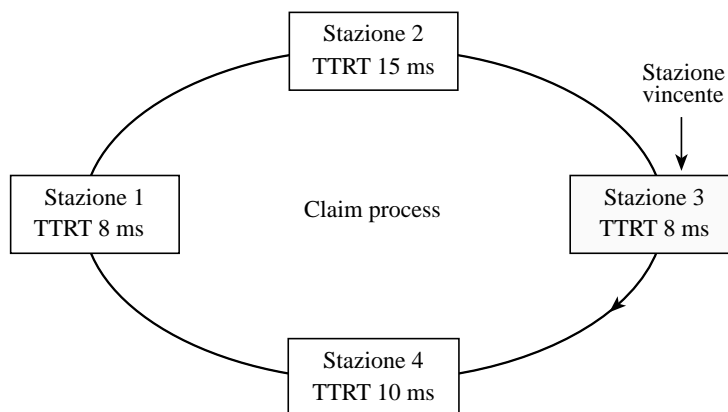 Stazione 2
TTRT 15 ms
Stazione
vincente
Stazione 1
TTRT 8 ms
Claim process
Stazione 3
TTRT 8 ms
Stazione 4
TTRT 10 ms